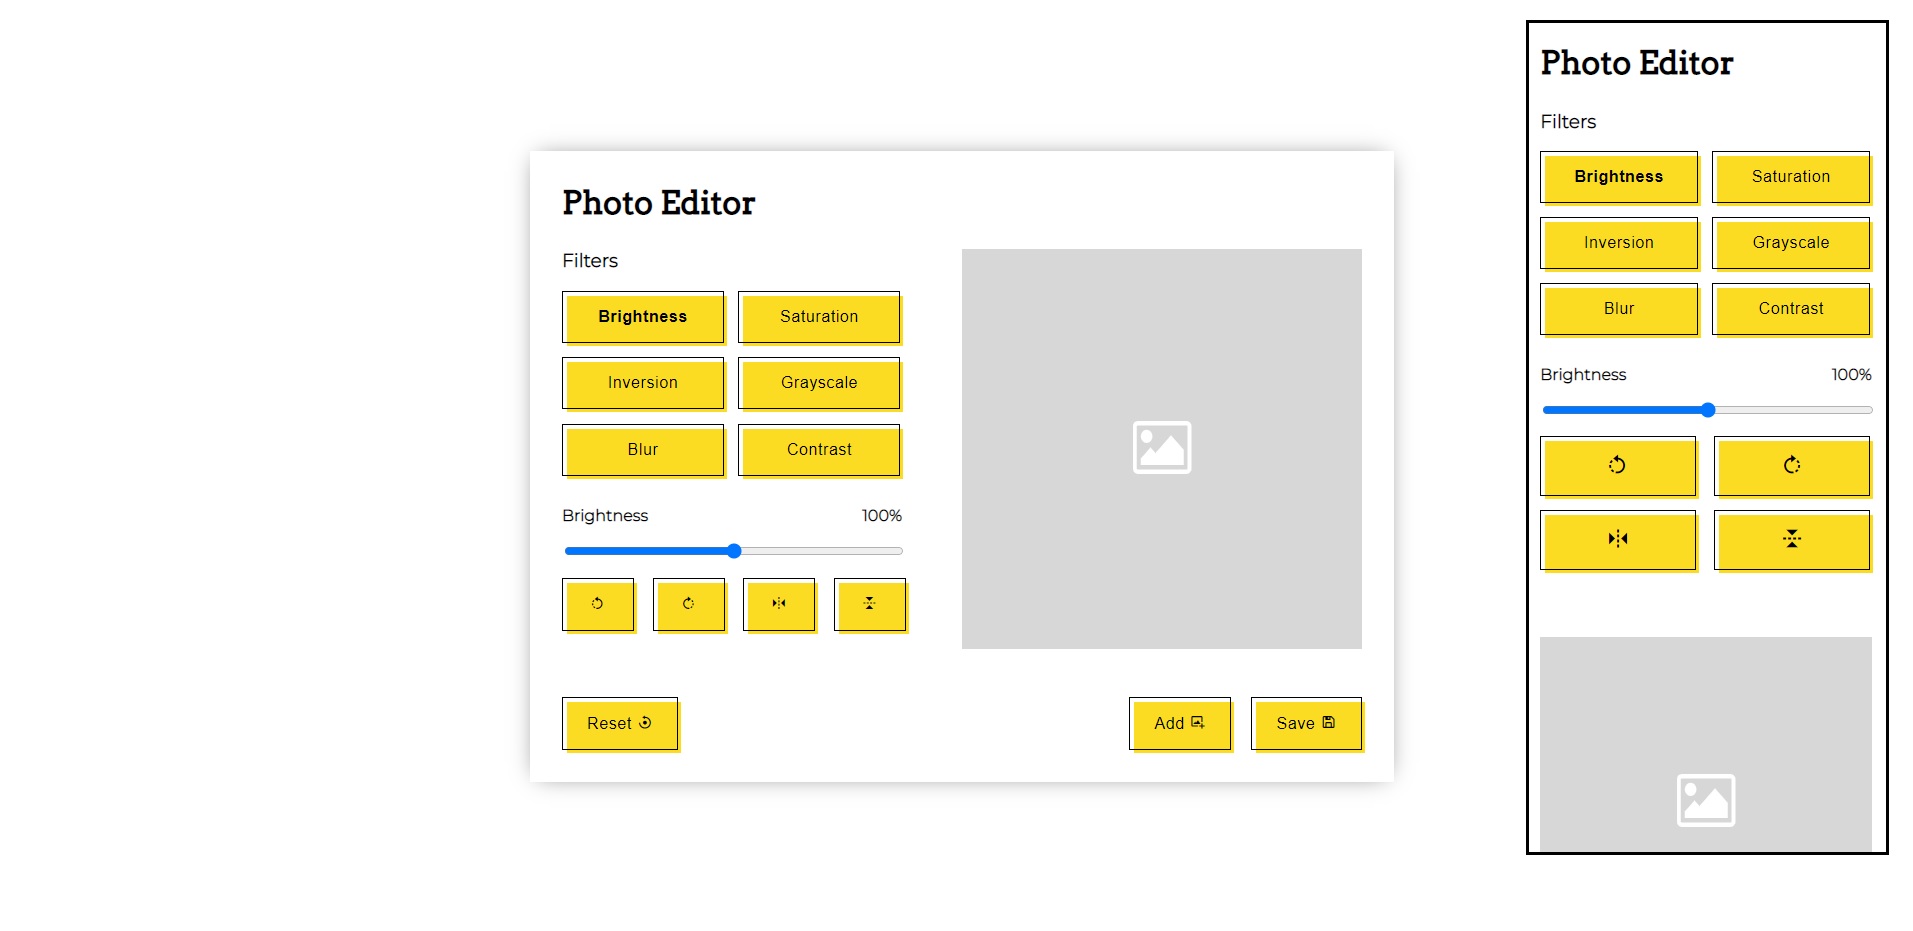 Photo Editor
Filters
Brightness Saturation
Inversion Grayscale
Blur Contrast
Brightness 100%
Reset Add Save
Photo Editor
Filters
Brightness Saturation
Inversion Grayscale
Blur Contrast
Brightness 100%